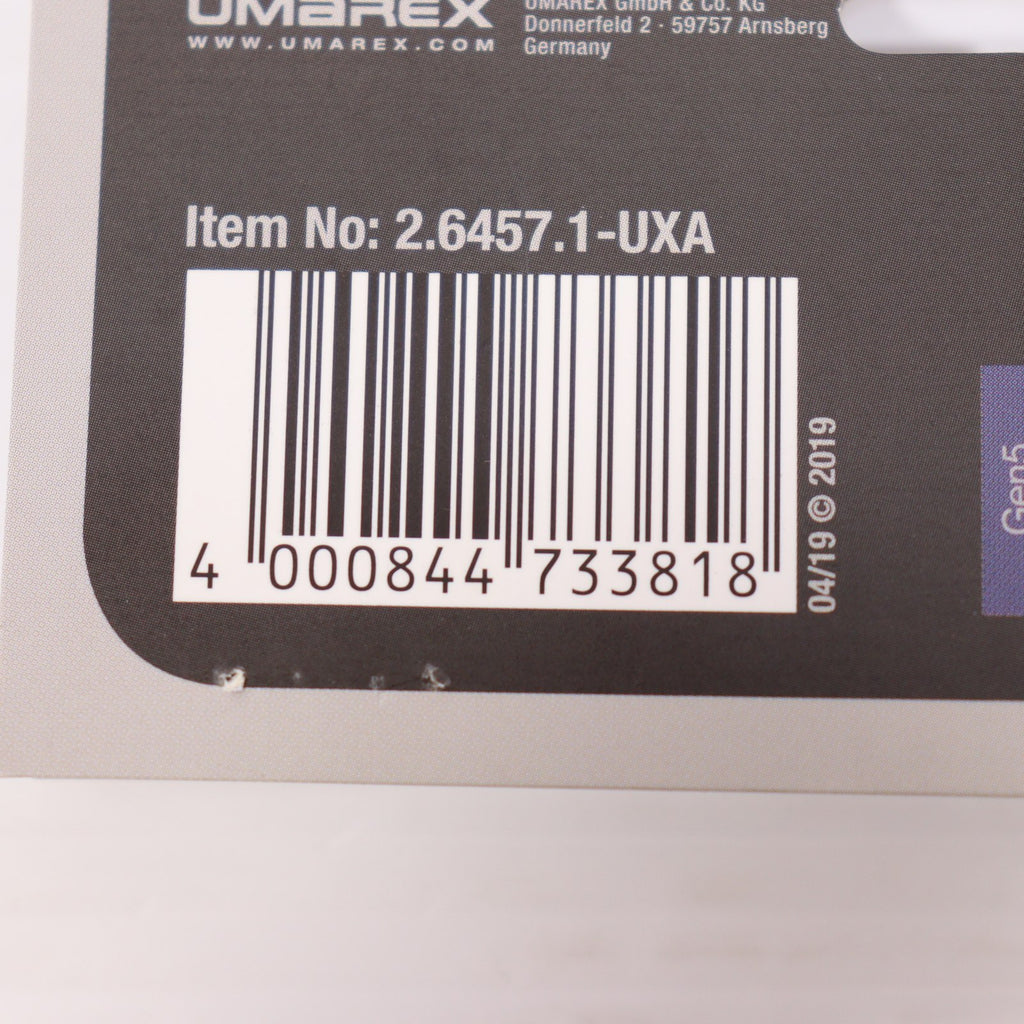 UMAREX
WWW.UMAREX.COM
UMAREX GmbH & Co. KG
Donnerfeld 2 · 59757 Arnsberg
Germany
Item No: 2.6457.1-UXA
4 000844 733818
04/19 © 2019
Gen5